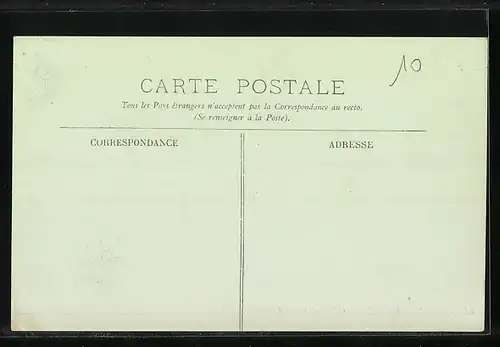 10
CARTE POSTALE
Tous les Pays étrangers n'acceptent pas la Correspondance au recto.
(Se renseigner à la Poste).
CORRESPONDANCE
ADRESSE